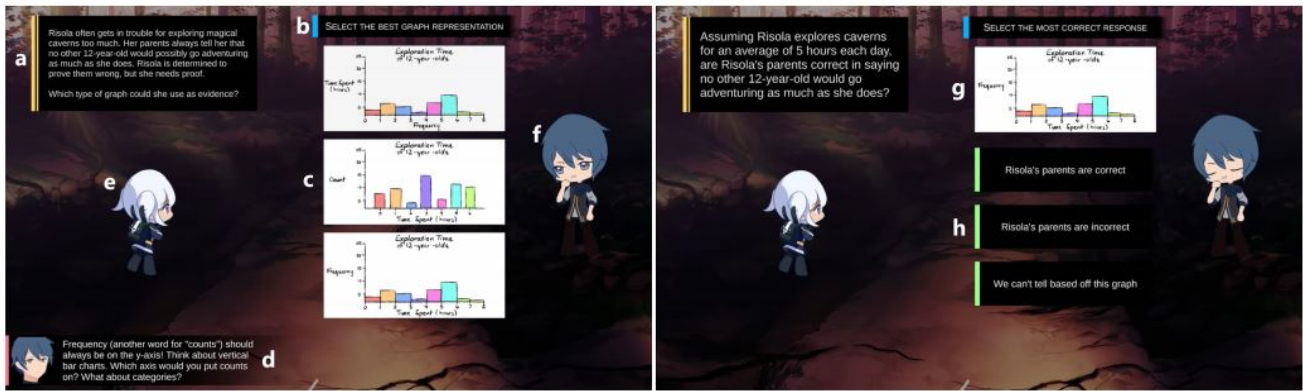 a
Risola often gets in trouble for exploring magical
caverns too much. Her parents always tell her that
no other 12-year-old would possibly go adventuring
as much as she does. Risola is determined to
prove them wrong, but she needs proof.
Which type of graph could she use as evidence?
b
SELECT THE BEST GRAPH REPRESENTATION
Exploration Time
of 12-year-olds
Time Spent
(hours)
Frequency
c
Exploration Time
of 12-year-olds
Count
Time Spent (hours)
Exploration Time
of 12-year-olds
Frequency
Time Spent (hours)
e
f
Frequency (another word for "counts") should
always be on the y-axis! Think about vertical
bar charts. Which axis would you put counts
on? What about categories?
d
Assuming Risola explores caverns
for an average of 5 hours each day,
are Risola's parents correct in saying
no other 12-year-old would go
adventuring as much as she does?
SELECT THE MOST CORRECT RESPONSE
g
Exploration Time
of 12-year-olds
Frequency
Time Spent (hours)
Risola's parents are correct
h
Risola's parents are incorrect
We can't tell based off this graph